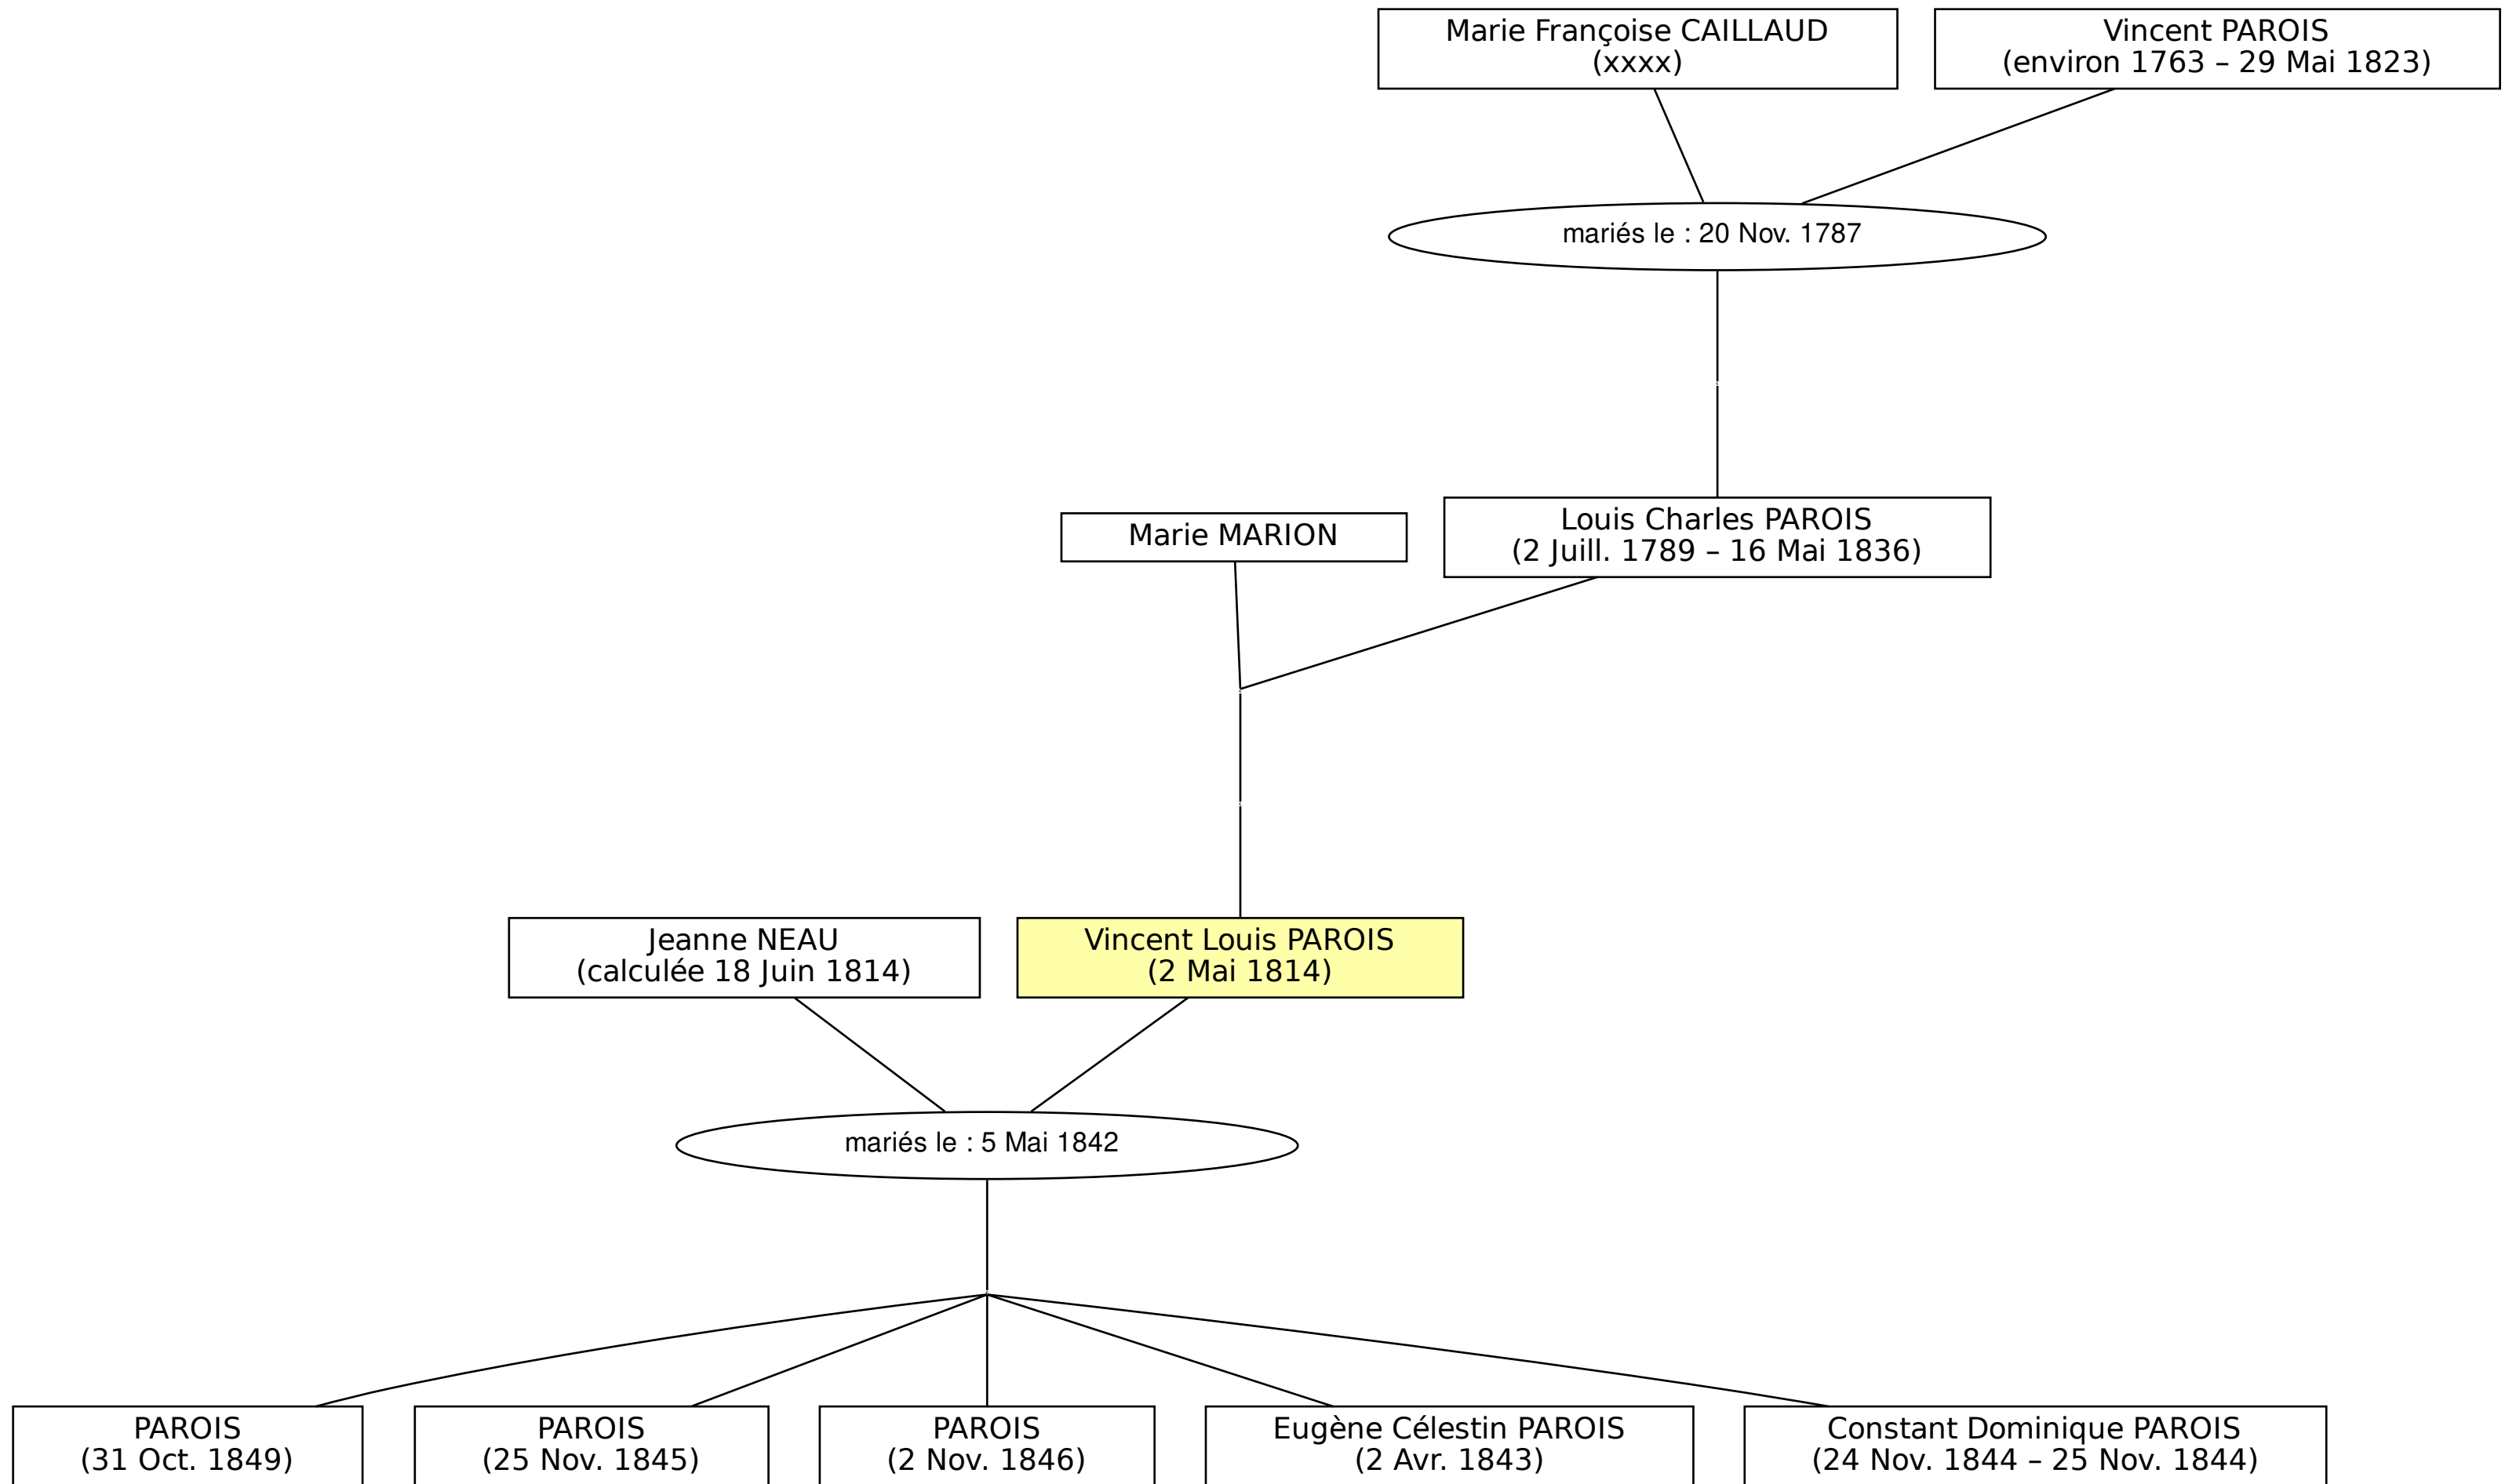 Marie Françoise CAILLAUD
(xxxx)
Vincent PAROIS
(environ 1763 – 29 Mai 1823)
mariés le : 20 Nov. 1787
Marie MARION
Louis Charles PAROIS
(2 Juill. 1789 – 16 Mai 1836)
Jeanne NEAU
(calculée 18 Juin 1814)
Vincent Louis PAROIS
(2 Mai 1814)
mariés le : 5 Mai 1842
PAROIS
(31 Oct. 1849)
PAROIS
(25 Nov. 1845)
PAROIS
(2 Nov. 1846)
Eugène Célestin PAROIS
(2 Avr. 1843)
Constant Dominique PAROIS
(24 Nov. 1844 – 25 Nov. 1844)